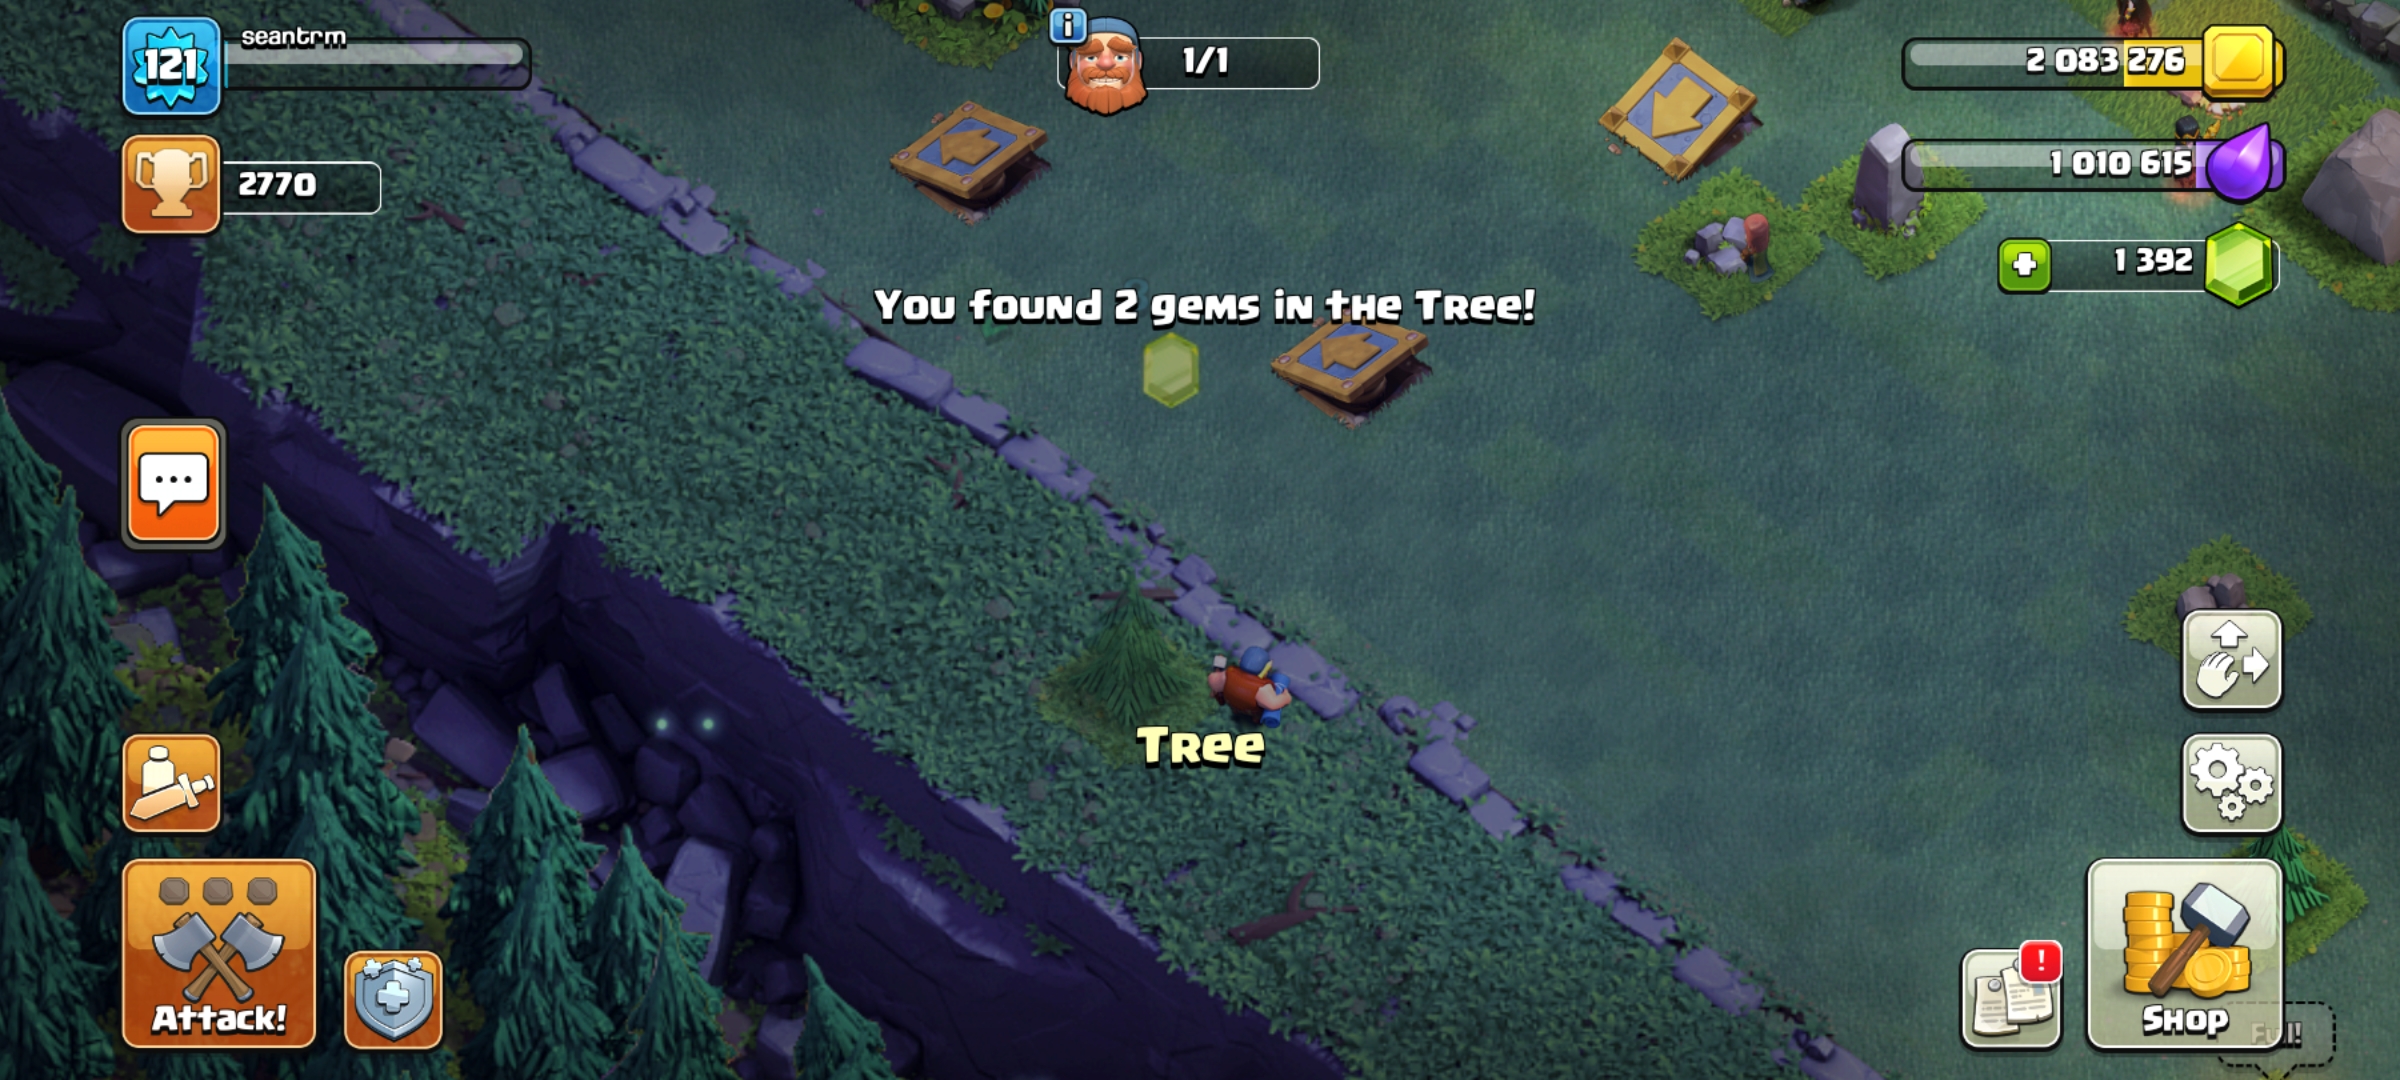 121
seantrm
i
1/1
2 083 276
2770
1 010 615
1 392
You found 2 gems in the Tree!
Tree
Attack!
!
Shop
Full!